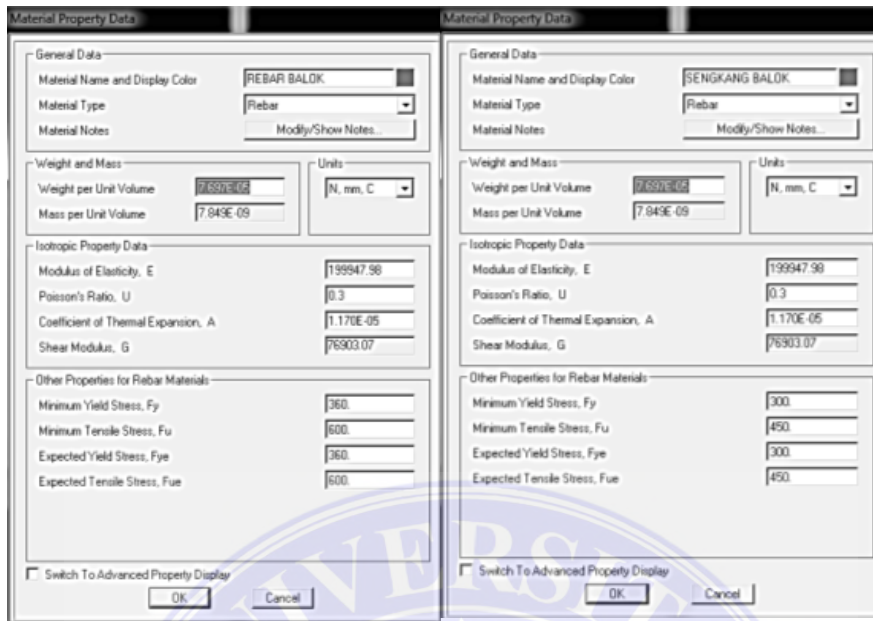 Material Property Data
General Data
Material Name and Display Color REBAR BALOK
Material Type Rebar
Material Notes Modify/Show Notes...
Weight and Mass
Units
Weight per Unit Volume 7.697E-05
N, mm, C
Mass per Unit Volume 7.849E-09
Isotropic Property Data
Modulus of Elasticity, E 199947.98
Poisson's Ratio, U 0.3
Coefficient of Thermal Expansion, A 1.170E-05
Shear Modulus, G 76903.07
Other Properties for Rebar Materials
Minimum Yield Stress, Fy 360.
Minimum Tensile Stress, Fu 600.
Expected Yield Stress, Fye 360.
Expected Tensile Stress, Fue 600.
Switch To Advanced Property Display
OK Cancel
Material Property Data
General Data
Material Name and Display Color SENGKANG BALOK
Material Type Rebar
Material Notes Modify/Show Notes...
Weight and Mass
Units
Weight per Unit Volume 7.697E-05
N, mm, C
Mass per Unit Volume 7.849E-09
Isotropic Property Data
Modulus of Elasticity, E 199947.98
Poisson's Ratio, U 0.3
Coefficient of Thermal Expansion, A 1.170E-05
Shear Modulus, G 76903.07
Other Properties for Rebar Materials
Minimum Yield Stress, Fy 300.
Minimum Tensile Stress, Fu 450.
Expected Yield Stress, Fye 300.
Expected Tensile Stress, Fue 450.
Switch To Advanced Property Display
OK Cancel
IVERSIT